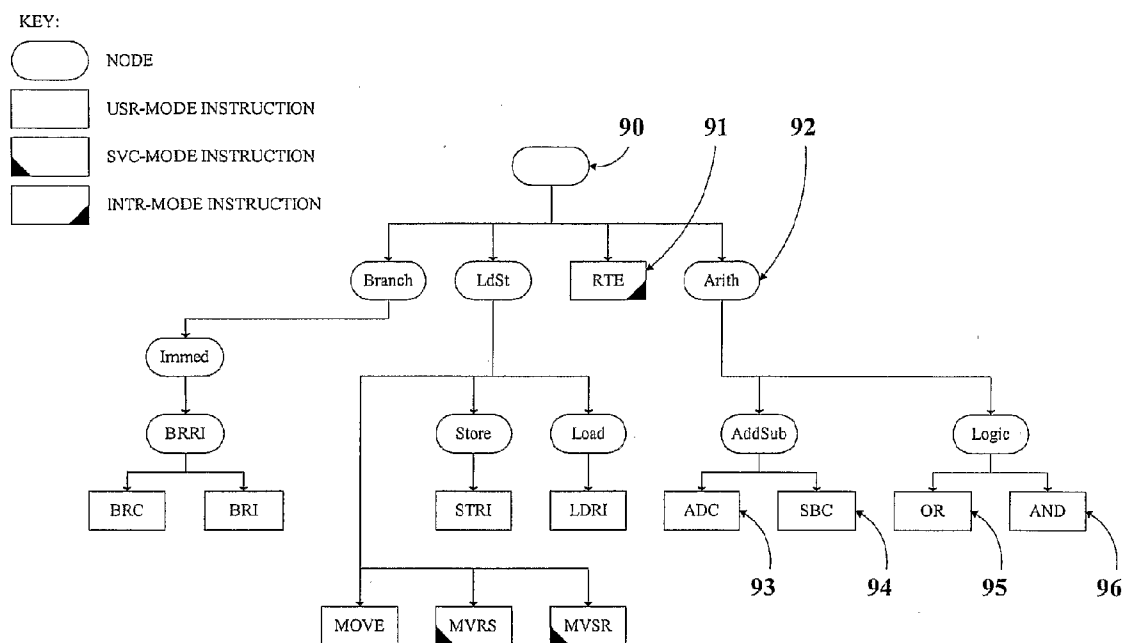 KEY:
NODE
USR-MODE INSTRUCTION
SVC-MODE INSTRUCTION
INTR-MODE INSTRUCTION
90 91 92
Branch LdSt RTE Arith
Immed
BRRI Store Load AddSub Logic
BRC BRI STRI LDRI ADC SBC OR AND
93 94 95 96
MOVE MVRS MVSR